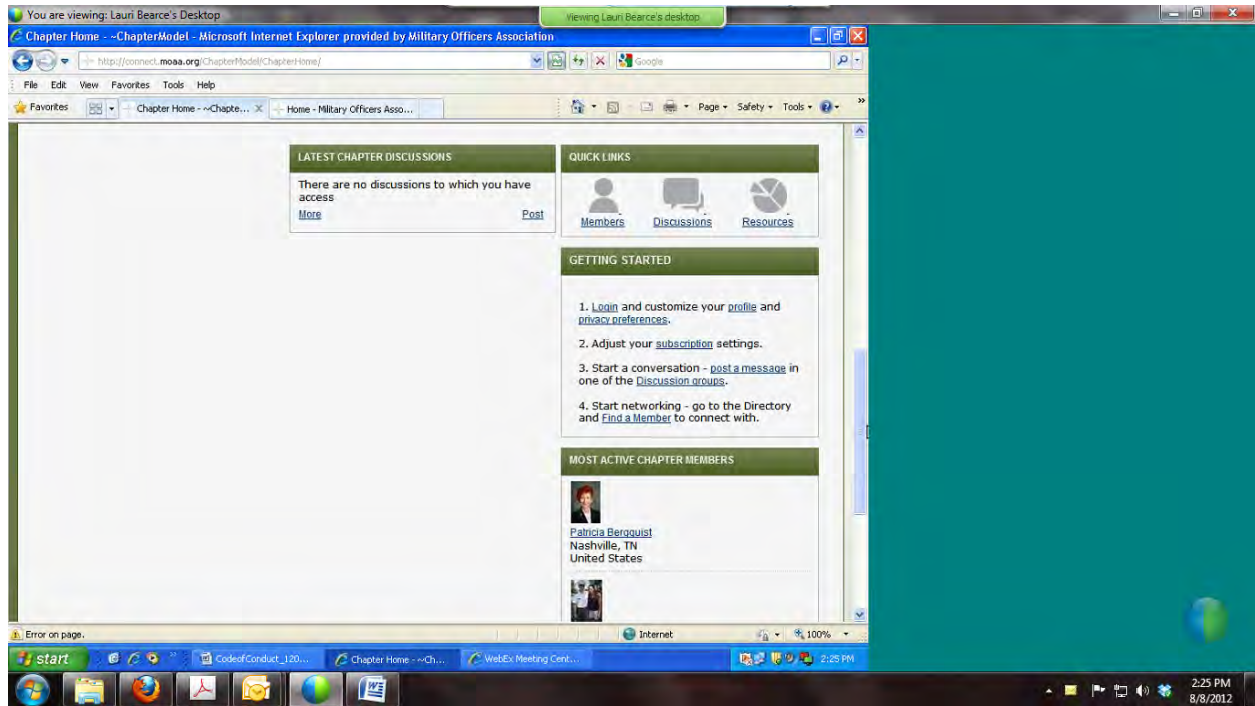 You are viewing: Lauri Bearce's Desktop
Viewing Lauri Bearce's desktop
Chapter Home - ~ChapterModel - Microsoft Internet Explorer provided by Military Officers Association
http://connect.moaa.org/ChapterModel/ChapterHome/
Google
File Edit View Favorites Tools Help
Favorites
Chapter Home - ~Chapte... X
Home - Military Officers Asso...
Page Safety Tools
LATEST CHAPTER DISCUSSIONS
There are no discussions to which you have
access
More Post
QUICK LINKS
Members Discussions Resources
GETTING STARTED
1. Login and customize your profile and
privacy preferences.
2. Adjust your subscription settings.
3. Start a conversation - post a message in
one of the Discussion groups.
4. Start networking - go to the Directory
and Find a Member to connect with.
MOST ACTIVE CHAPTER MEMBERS
Patricia Bergquist
Nashville, TN
United States
Error on page.
Internet
100%
start
CodeofConduct_120...
Chapter Home - ~Ch...
WebEx Meeting Cent...
2:25 PM
2:25 PM
8/8/2012